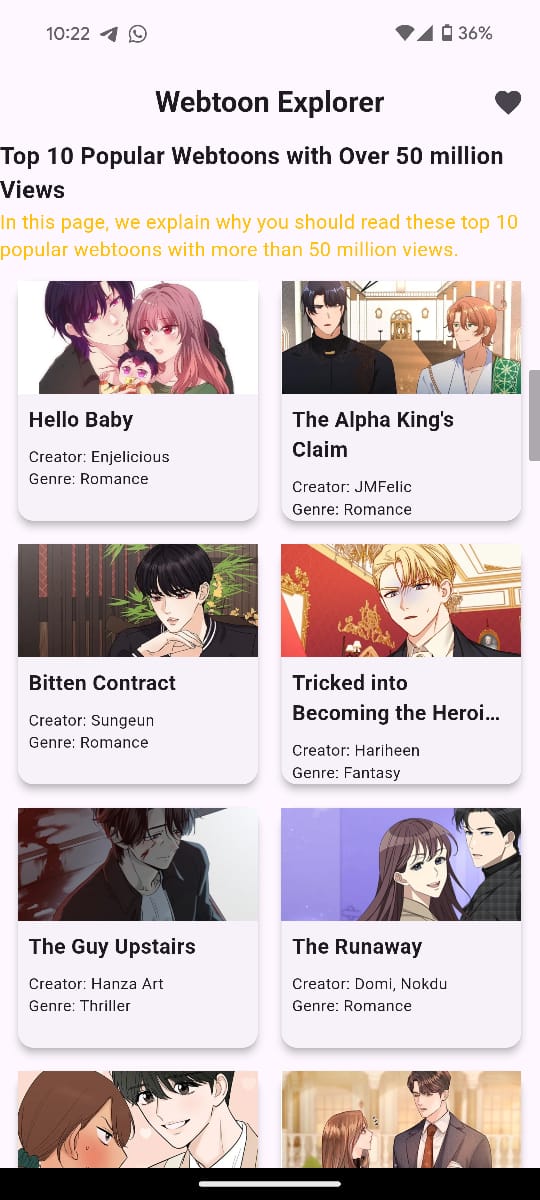 10:22
36%
Webtoon Explorer
Top 10 Popular Webtoons with Over 50 million
Views
In this page, we explain why you should read these top 10
popular webtoons with more than 50 million views.
Hello Baby
Creator: Enjelicious
Genre: Romance
The Alpha King's
Claim
Creator: JMFelic
Genre: Romance
Bitten Contract
Creator: Sungeun
Genre: Romance
Tricked into
Becoming the Heroi...
Creator: Hariheen
Genre: Fantasy
The Guy Upstairs
Creator: Hanza Art
Genre: Thriller
The Runaway
Creator: Domi, Nokdu
Genre: Romance